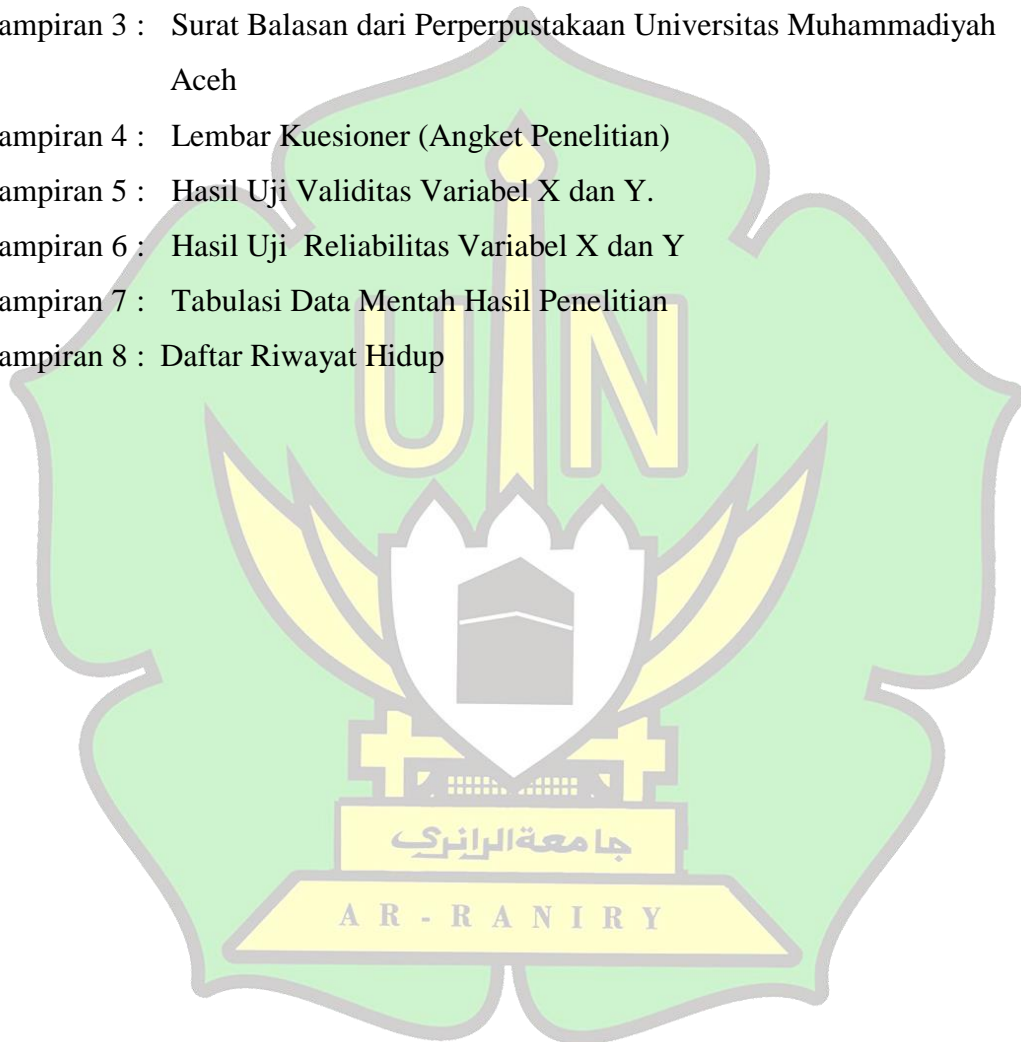 ampiran 3 : Surat Balasan dari Perperpustakaan Universitas Muhammadiyah
Aceh
ampiran 4 : Lembar Kuesioner (Angket Penelitian)
ampiran 5 : Hasil Uji Validitas Variabel X dan Y.
ampiran 6 : Hasil Uji Reliabilitas Variabel X dan Y
ampiran 7 : Tabulasi Data Mentah Hasil Penelitian
ampiran 8 : Daftar Riwayat Hidup
UIN
جامعةالرانري
AR-RANIRY